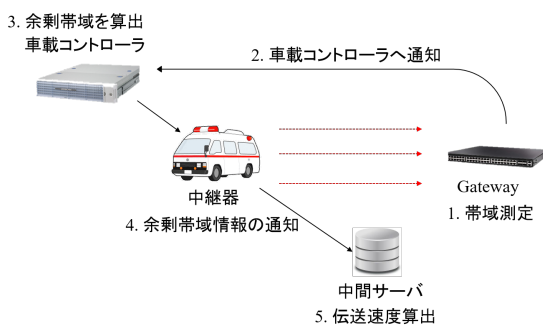 3. 余剰帯域を算出
車載コントローラ
2. 車載コントローラへ通知
中継器
4. 余剰帯域情報の通知
Gateway
1. 帯域測定
中間サーバ
5. 伝送速度算出